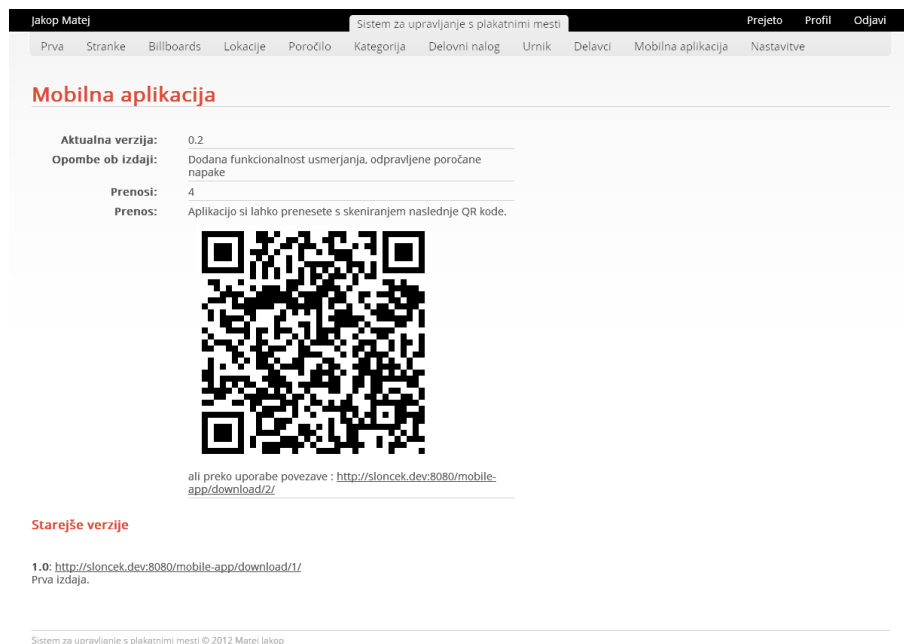 Jakop Matej
Sistem za upravljanje s plakatnimi mesti
Prejeto Profil Odjavi
Prva Stranke Billboards Lokacije Poročilo Kategorija Delovni nalog Urnik Delavci Mobilna aplikacija Nastavitve
Mobilna aplikacija
Aktualna verzija: 0.2
Opombe ob izdaji: Dodana funkcionalnost usmerjanja, odpravljene poročane
napake
Prenosi: 4
Prenos: Aplikacijo si lahko prenesete s skeniranjem naslednje QR kode.
ali preko uporabe povezave : http://sloncek.dev:8080/mobile-
app/download/2/
Starejše verzije
1.0: http://sloncek.dev:8080/mobile-app/download/1/
Prva izdaja.
Sistem za upravljanje s plakatnimi mesti © 2012 Matej Jakop